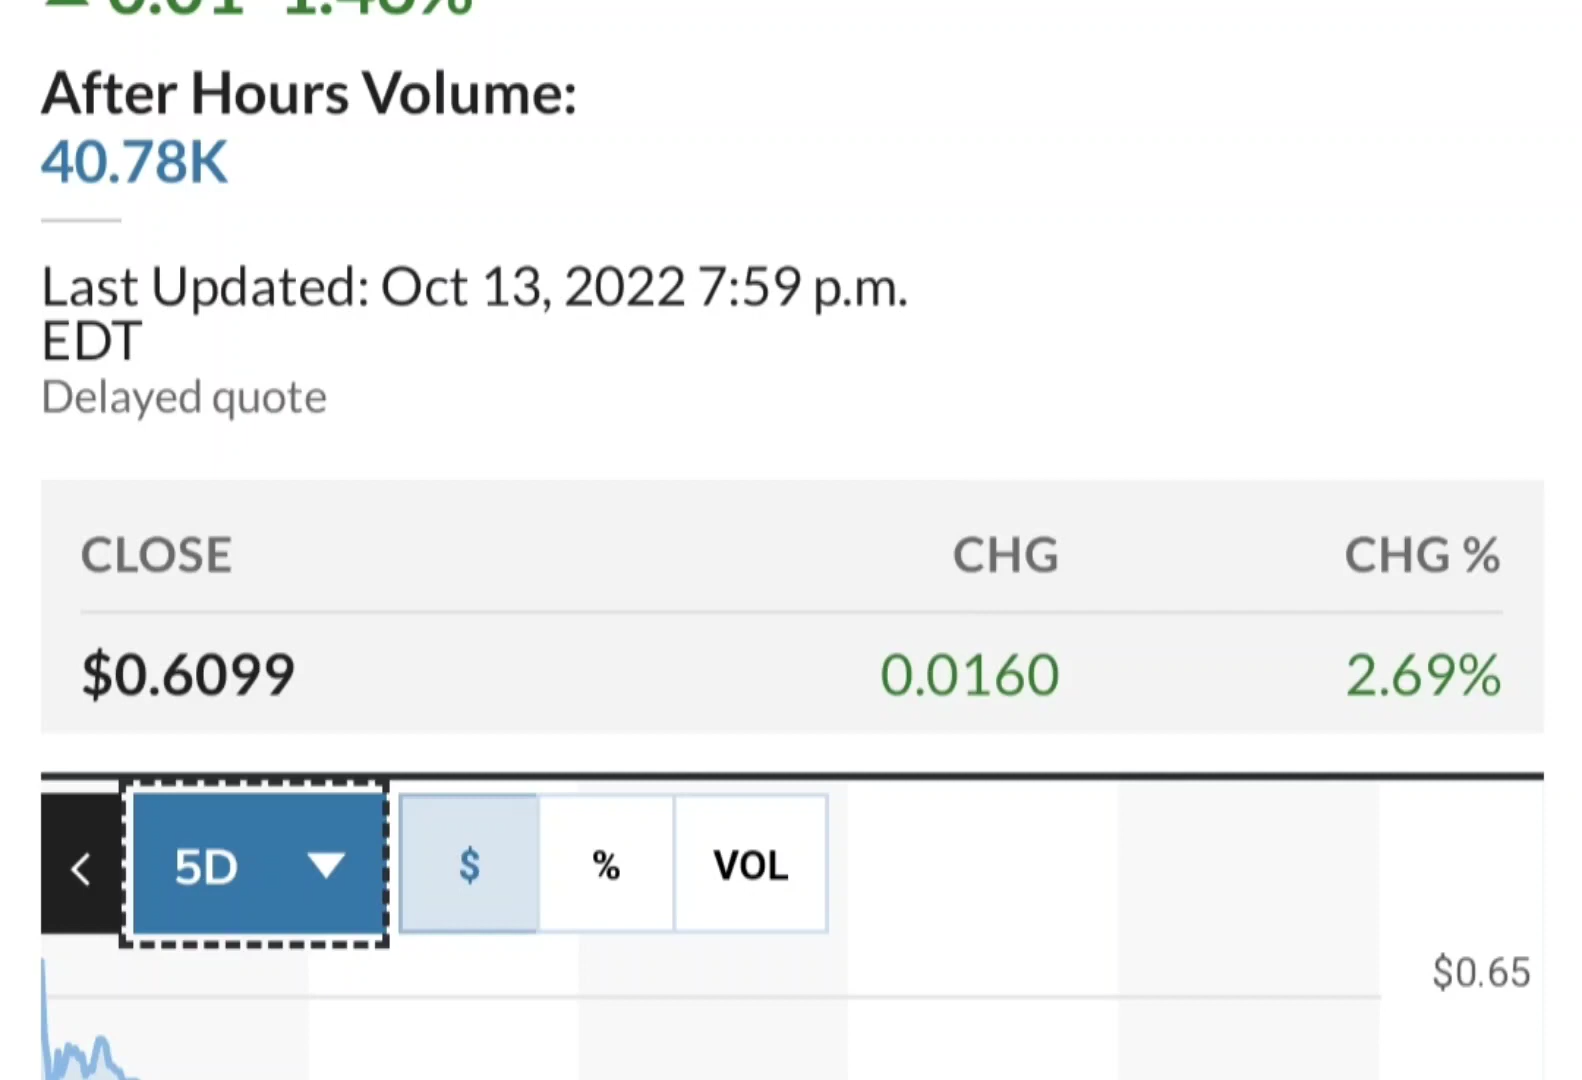 After Hours Volume:
40.78K
Last Updated: Oct 13, 2022 7:59 p.m.
EDT
Delayed quote
CLOSE CHG CHG %
$0.6099 0.0160 2.69%
5D $ % VOL
$0.65